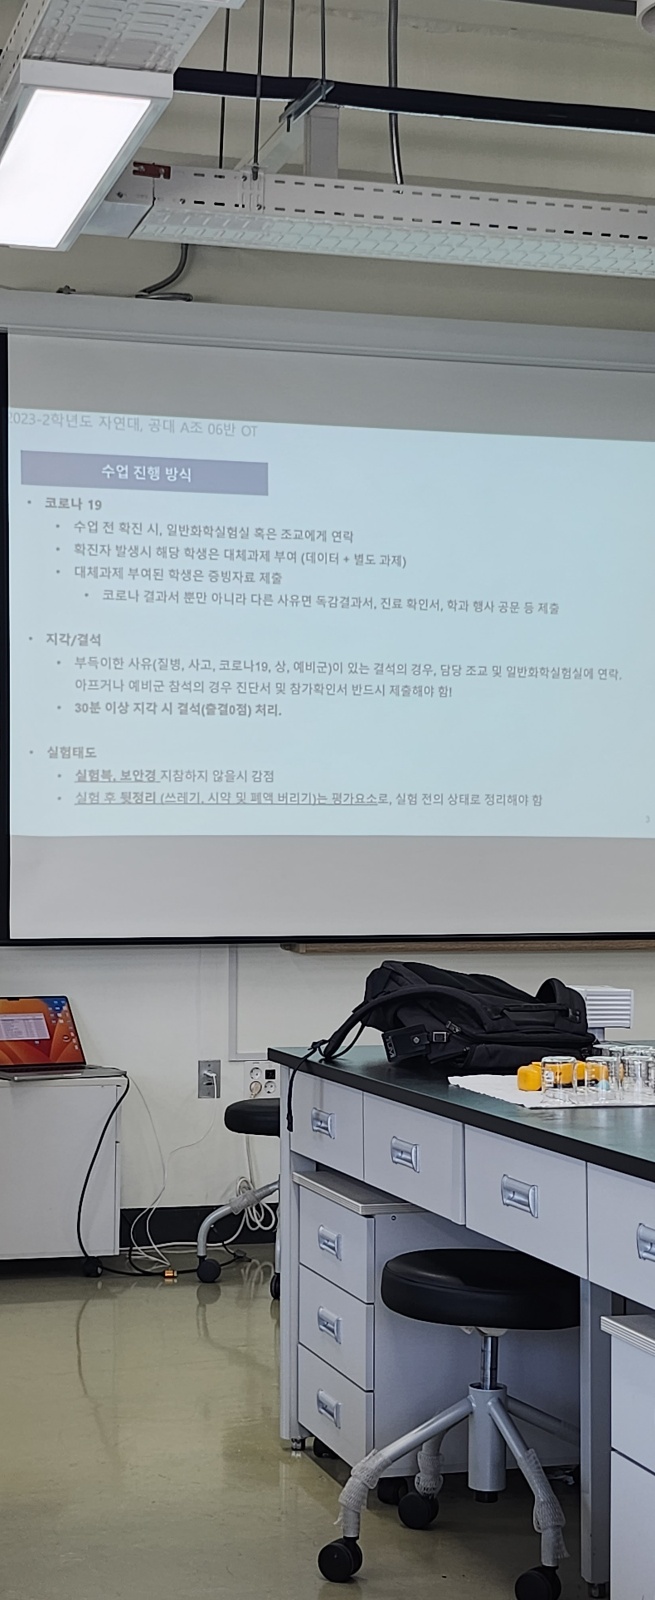 2023-2학년도 자연대, 공대 A조 06반 OT
수업 진행 방식
• 코로나 19
• 수업 전 확진 시, 일반화학실험실 혹은 조교에게 연락
• 확진자 발생시 해당 학생은 대체과제 부여 (데이터 + 별도 과제)
• 대체과제 부여된 학생은 증빙자료 제출
• 코로나 결과서 뿐만 아니라 다른 사유면 독감결과서, 진료 확인서, 학과 행사 공문 등 제출
• 지각/결석
• 부득이한 사유(질병, 사고, 코로나19, 상, 예비군)이 있는 결석의 경우, 담당 조교 및 일반화학실험실에 연락.
아프거나 예비군 참석의 경우 진단서 및 참가확인서 반드시 제출해야 함!
• 30분 이상 지각 시 결석(출결0점) 처리.
• 실험태도
• 실험복, 보안경 지참하지 않을시 감점
• 실험 후 뒷정리 (쓰레기, 시약 및 폐액 버리기)는 평가요소로, 실험 전의 상태로 정리해야 함
3